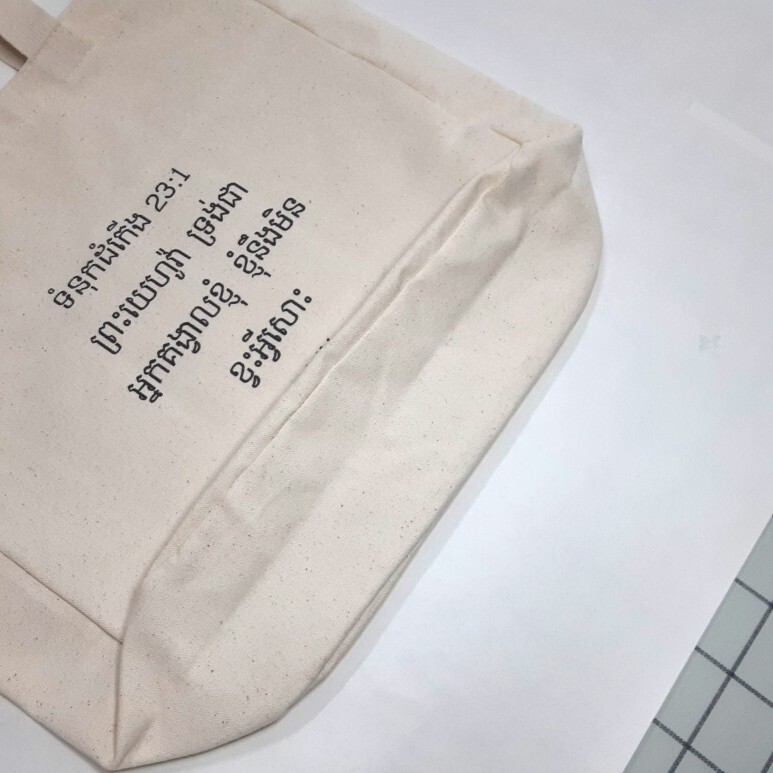 ទំនុកដំកើង 23:1
ព្រះយេហូវ៉ា ទ្រង់ជា
អ្នកគង្វាលខ្ញុំ ខ្ញុំនឹងមិន
ខ្វះអ្វីសោះ